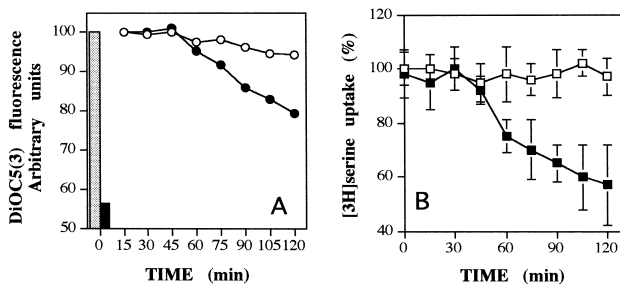 DiOC5(3) fluorescence
Arbitrary units
100
90
80
70
60
50
A
0 15 30 45 60 75 90 105 120
TIME (min)
[3H]serine uptake (%)
120
100
80
60
40
B
0 30 60 90 120
TIME (min)